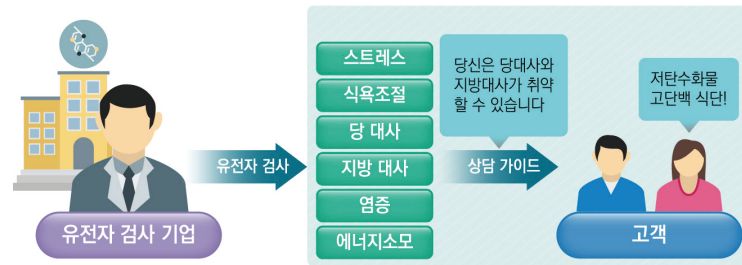 유전자 검사 기업
유전자 검사
스트레스
식욕조절
당 대사
지방 대사
염증
에너지소모
당신은 당대사와
지방대사가 취약
할 수 있습니다
상담 가이드
저탄수화물
고단백 식단!
고객